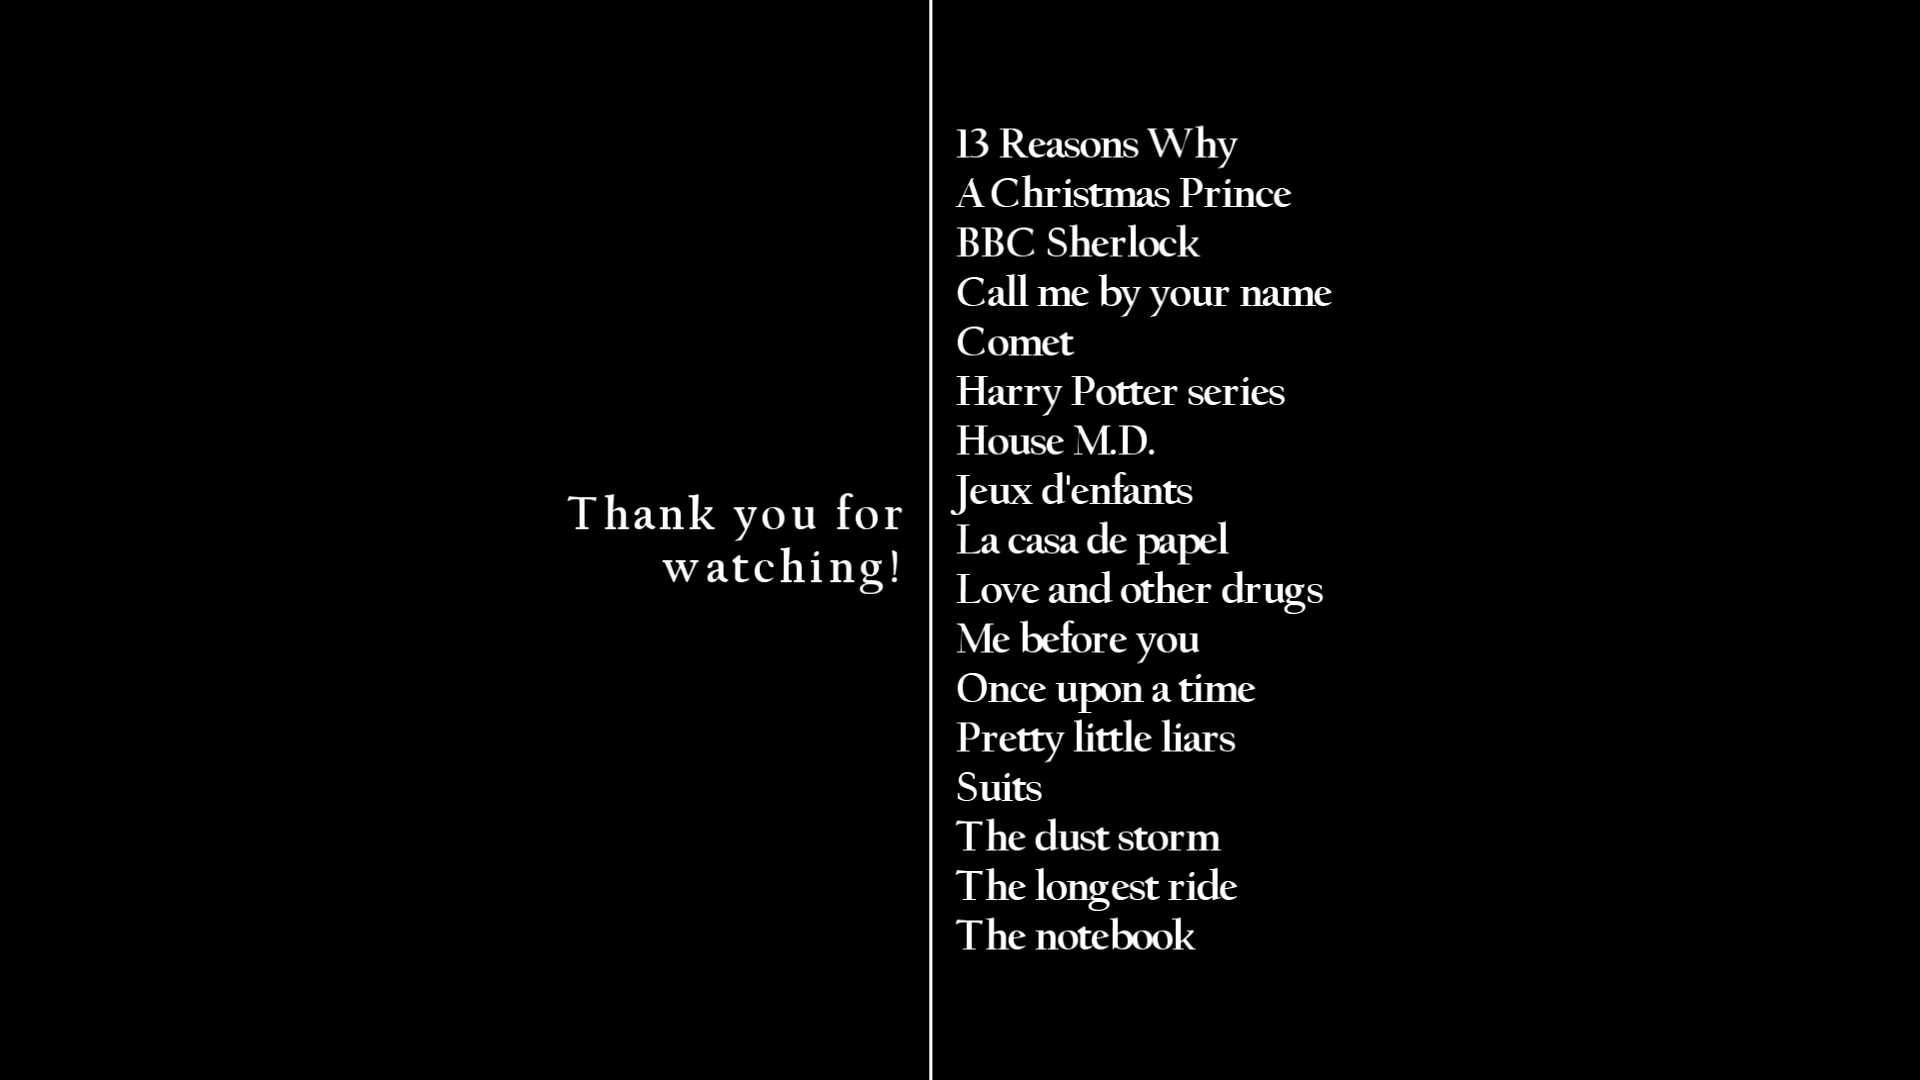 Thank you for
watching!
13 Reasons Why
A Christmas Prince
BBC Sherlock
Call me by your name
Comet
Harry Potter series
House M.D.
Jeux d'enfants
La casa de papel
Love and other drugs
Me before you
Once upon a time
Pretty little liars
Suits
The dust storm
The longest ride
The notebook